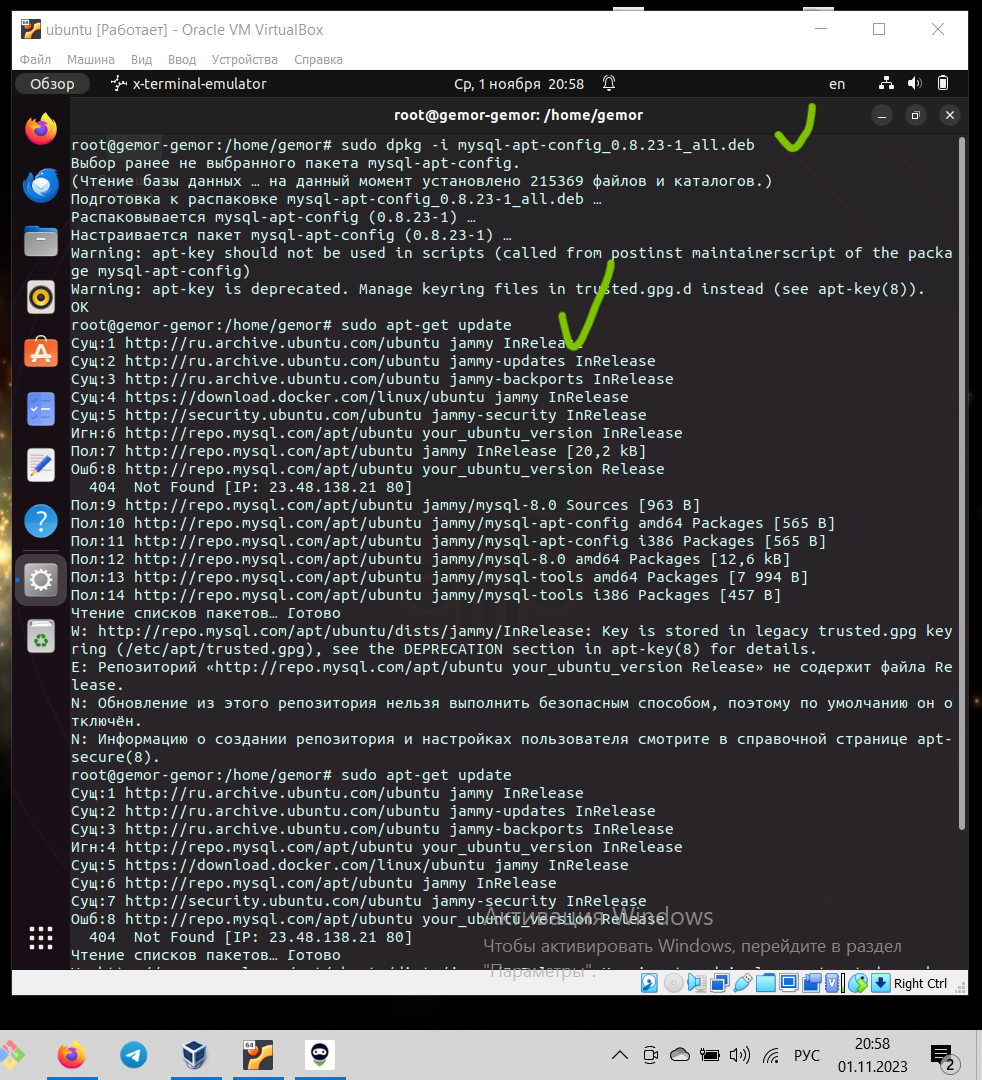 ubuntu [Работает] - Oracle VM VirtualBox
Файл Машина Вид Ввод Устройства Справка
Обзор x-terminal-emulator Ср, 1 ноября 20:58 en
root@gemor-gemor: /home/gemor
root@gemor-gemor:/home/gemor# sudo dpkg -i mysql-apt-config_0.8.23-1_all.deb
Выбор ранее не выбранного пакета mysql-apt-config.
(Чтение базы данных … на данный момент установлено 215369 файлов и каталогов.)
Подготовка к распаковке mysql-apt-config_0.8.23-1_all.deb …
Распаковывается mysql-apt-config (0.8.23-1) …
Настраивается пакет mysql-apt-config (0.8.23-1) …
Warning: apt-key should not be used in scripts (called from postinst maintainerscript of the packa
ge mysql-apt-config)
Warning: apt-key is deprecated. Manage keyring files in trusted.gpg.d instead (see apt-key(8)).
OK
root@gemor-gemor:/home/gemor# sudo apt-get update
Сущ:1 http://ru.archive.ubuntu.com/ubuntu jammy InRelease
Сущ:2 http://ru.archive.ubuntu.com/ubuntu jammy-updates InRelease
Сущ:3 http://ru.archive.ubuntu.com/ubuntu jammy-backports InRelease
Сущ:4 https://download.docker.com/linux/ubuntu jammy InRelease
Сущ:5 http://security.ubuntu.com/ubuntu jammy-security InRelease
Игн:6 http://repo.mysql.com/apt/ubuntu your_ubuntu_version InRelease
Пол:7 http://repo.mysql.com/apt/ubuntu jammy InRelease [20,2 kB]
Ошб:8 http://repo.mysql.com/apt/ubuntu your_ubuntu_version Release
404 Not Found [IP: 23.48.138.21 80]
Пол:9 http://repo.mysql.com/apt/ubuntu jammy/mysql-8.0 Sources [963 B]
Пол:10 http://repo.mysql.com/apt/ubuntu jammy/mysql-apt-config amd64 Packages [565 B]
Пол:11 http://repo.mysql.com/apt/ubuntu jammy/mysql-apt-config i386 Packages [565 B]
Пол:12 http://repo.mysql.com/apt/ubuntu jammy/mysql-8.0 amd64 Packages [12,6 kB]
Пол:13 http://repo.mysql.com/apt/ubuntu jammy/mysql-tools amd64 Packages [7 994 B]
Пол:14 http://repo.mysql.com/apt/ubuntu jammy/mysql-tools i386 Packages [457 B]
Чтение списков пакетов… Готово
W: http://repo.mysql.com/apt/ubuntu/dists/jammy/InRelease: Key is stored in legacy trusted.gpg key
ring (/etc/apt/trusted.gpg), see the DEPRECATION section in apt-key(8) for details.
E: Репозиторий «http://repo.mysql.com/apt/ubuntu your_ubuntu_version Release» не содержит файла Re
lease.
N: Обновление из этого репозитория нельзя выполнить безопасным способом, поэтому по умолчанию он о
тключён.
N: Информацию о создании репозитория и настройках пользователя смотрите в справочной странице apt-
secure(8).
root@gemor-gemor:/home/gemor# sudo apt-get update
Сущ:1 http://ru.archive.ubuntu.com/ubuntu jammy InRelease
Сущ:2 http://ru.archive.ubuntu.com/ubuntu jammy-updates InRelease
Сущ:3 http://ru.archive.ubuntu.com/ubuntu jammy-backports InRelease
Игн:4 http://repo.mysql.com/apt/ubuntu your_ubuntu_version InRelease
Сущ:5 https://download.docker.com/linux/ubuntu jammy InRelease
Сущ:6 http://repo.mysql.com/apt/ubuntu jammy InRelease
Сущ:7 http://security.ubuntu.com/ubuntu jammy-security InRelease
Ошб:8 http://repo.mysql.com/apt/ubuntu your_ubuntu_version Release
404 Not Found [IP: 23.48.138.21 80]
Чтение списков пакетов… Готово
Активация Windows
Чтобы активировать Windows, перейдите в раздел
"Параметры".
Right Ctrl
64
РУС
20:58
01.11.2023
2